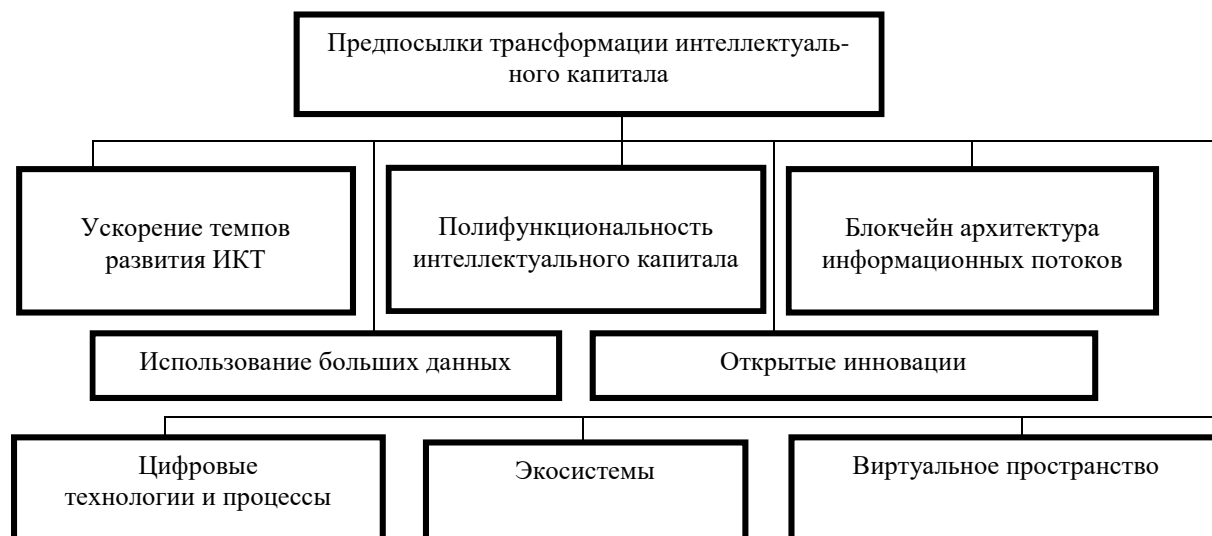 Предпосылки трансформации интеллектуаль-
ного капитала
Ускорение темпов
развития ИКТ
Полифункциональность
интеллектуального капитала
Блокчейн архитектура
информационных потоков
Использование больших данных
Открытые инновации
Цифровые
технологии и процессы
Экосистемы
Виртуальное пространство